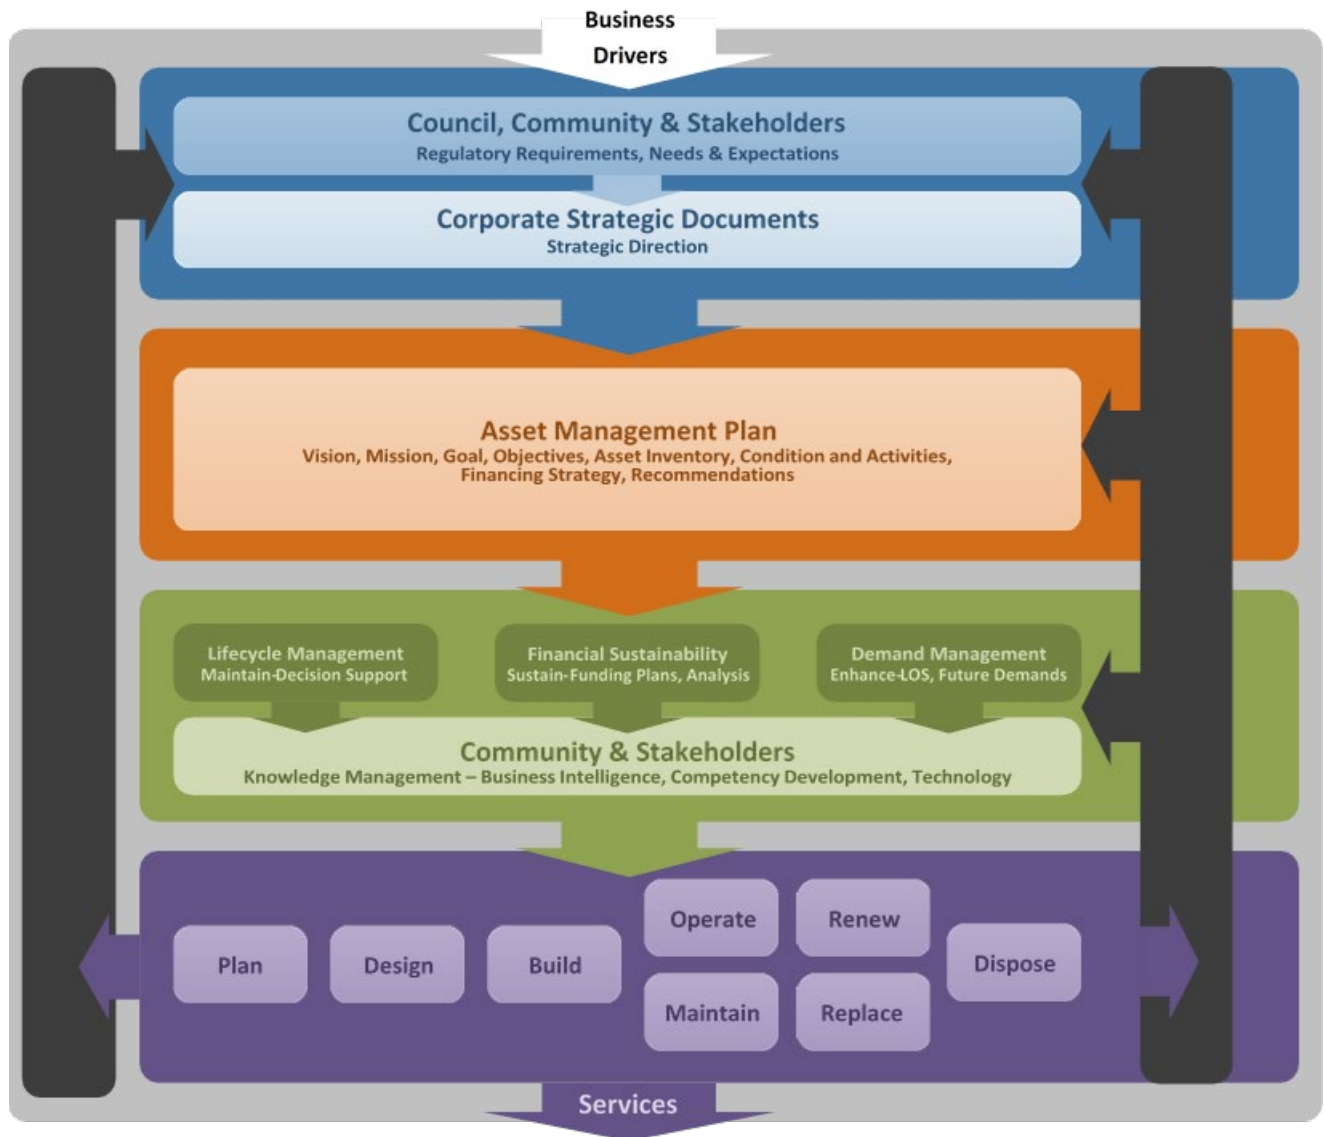 Business
Drivers
Council, Community & Stakeholders
Regulatory Requirements, Needs & Expectations
Corporate Strategic Documents
Strategic Direction
Asset Management Plan
Vision, Mission, Goal, Objectives, Asset Inventory, Condition and Activities,
Financing Strategy, Recommendations
Lifecycle Management
Maintain-Decision Support
Financial Sustainability
Sustain-Funding Plans, Analysis
Demand Management
Enhance-LOS, Future Demands
Community & Stakeholders
Knowledge Management – Business Intelligence, Competency Development, Technology
Plan
Design
Build
Operate
Maintain
Renew
Replace
Dispose
Services